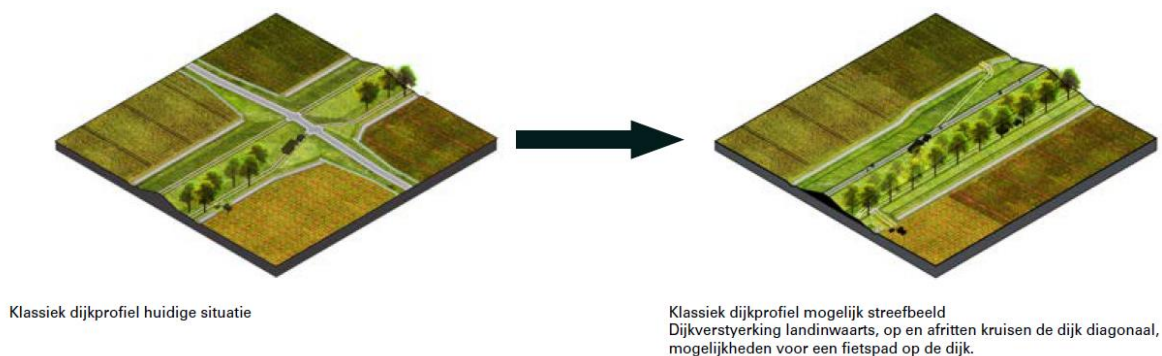 Klassiek dijkprofiel huidige situatie
Klassiek dijkprofiel mogelijk streefbeeld
Dijkverstyerking landinwaarts, op en afritten kruisen de dijk diagonaal,
mogelijkheden voor een fietspad op de dijk.